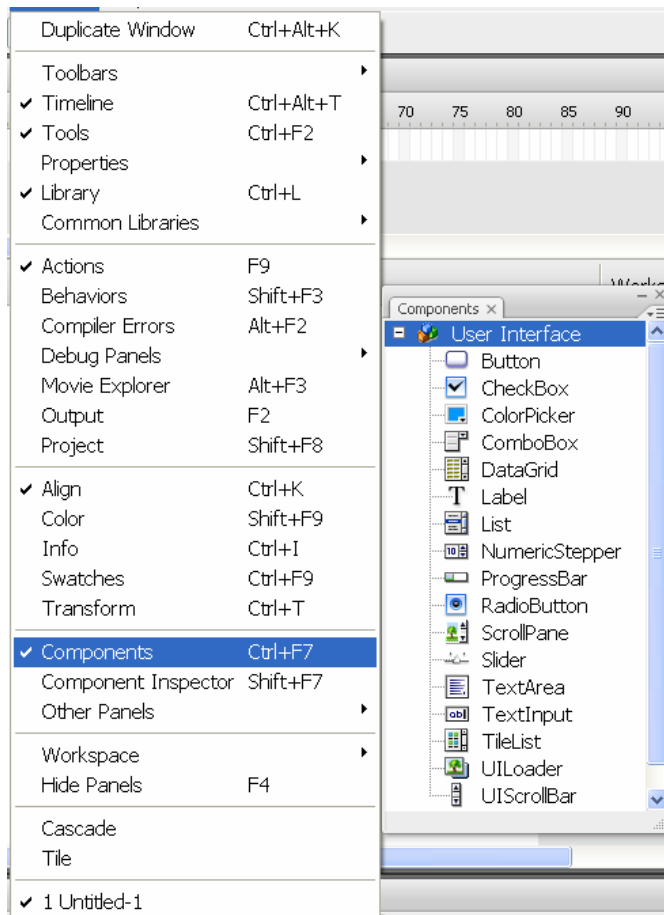 Duplicate Window Ctrl+Alt+K
Toolbars
Timeline Ctrl+Alt+T
Tools Ctrl+F2
Properties
Library Ctrl+L
Common Libraries
Actions F9
Behaviors Shift+F3
Compiler Errors Alt+F2
Debug Panels
Movie Explorer Alt+F3
Output F2
Project Shift+F8
Align Ctrl+K
Color Shift+F9
Info Ctrl+I
Swatches Ctrl+F9
Transform Ctrl+T
Components Ctrl+F7
Component Inspector Shift+F7
Other Panels
Workspace
Hide Panels F4
Cascade
Tile
1 Untitled-1
70 75 80 85 90
Components
User Interface
Button
CheckBox
ColorPicker
ComboBox
DataGrid
Label
List
NumericStepper
ProgressBar
RadioButton
ScrollPane
Slider
TextArea
TextInput
TileList
UILoader
UIScrollBar